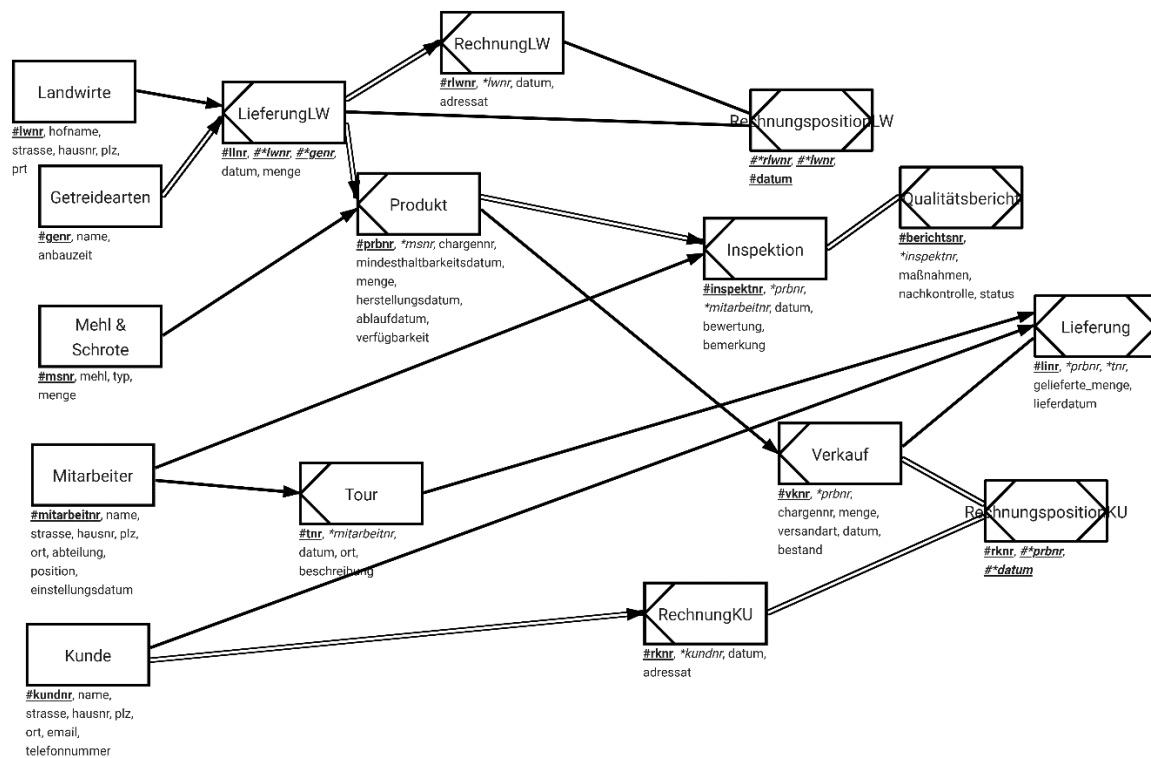 RechnungLW
#rlwnr, *lwnr, datum,
adressat
Landwirte
#lwnr, hofname,
strasse, hausnr, plz,
prt
LieferungLW
#llnr, #*lwnr, #*genr,
datum, menge
RechnungspositionLW
#*rlwnr, #*lwnr,
#datum
Getreidearten
#genr, name,
anbauzeit
Produkt
#prbnr, *msnr, chargennr,
mindesthaltbarkeitsdatum,
menge,
herstellungsdatum,
ablaufdatum,
verfügbarkeit
Qualitätsbericht
#berichtsnr,
*inspektnr,
maßnahmen,
nachkontrolle, status
Inspektion
#inspektnr, *prbnr,
*mitarbeitnr, datum,
bewertung,
bemerkung
Mehl &
Schrote
#msnr, mehl, typ,
menge
Lieferung
#linr, *prbnr, *tnr,
gelieferte_menge,
lieferdatum
Mitarbeiter
#mitarbeitnr, name,
strasse, hausnr, plz,
ort, abteilung,
position,
einstellungsdatum
Tour
#tnr, *mitarbeitnr,
datum, ort,
beschreibung
Verkauf
#vknr, *prbnr,
chargennr, menge,
versandart, datum,
bestand
RechnungspositionKU
#rknr, #*prbnr,
#*datum
RechnungKU
#rknr, *kundnr, datum,
adressat
Kunde
#kundnr, name,
strasse, hausnr, plz,
ort, email,
telefonnummer